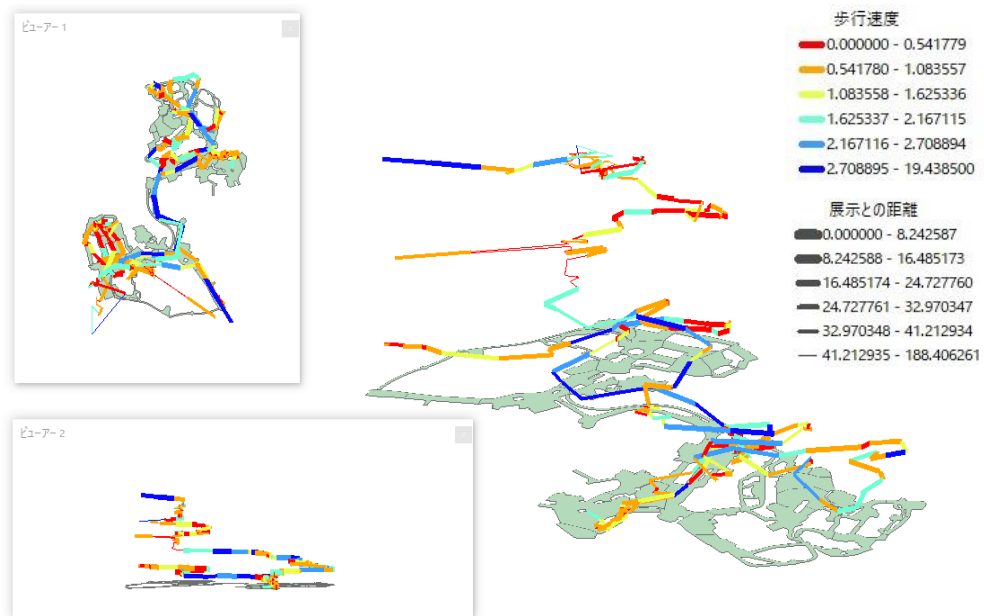 ビューアー 1
歩行速度
0.000000 - 0.541779
0.541780 - 1.083557
1.083558 - 1.625336
1.625337 - 2.167115
2.167116 - 2.708894
2.708895 - 19.438500
展示との距離
0.000000 - 8.242587
8.242588 - 16.485173
16.485174 - 24.727760
24.727761 - 32.970347
32.970348 - 41.212934
41.212935 - 188.406261
ビューアー 2